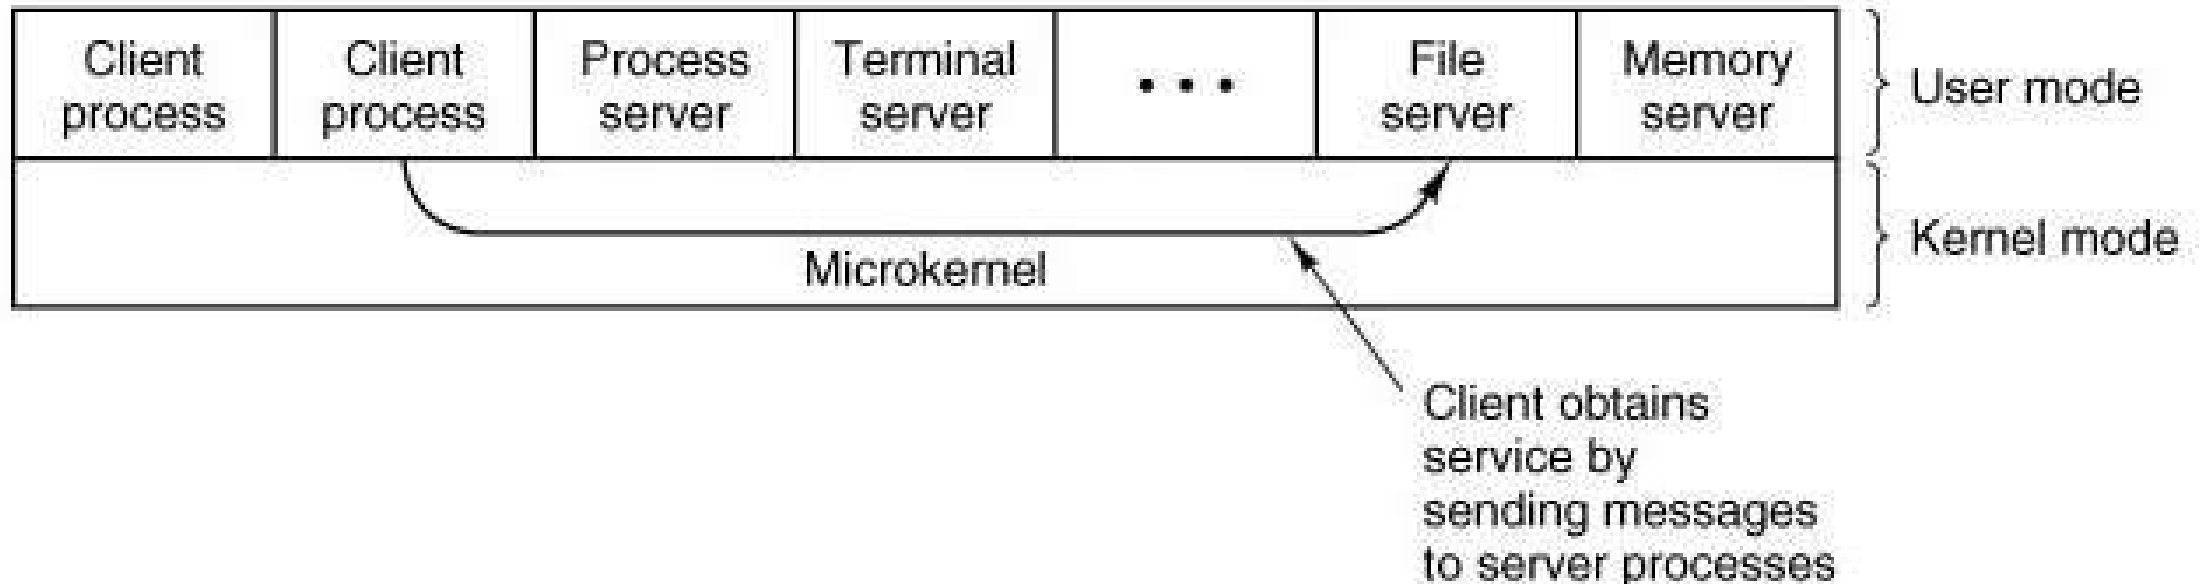 Client
process
Client
process
Process
server
Terminal
server
• • •
File
server
Memory
server
User mode
Kernel mode
Microkernel
Client obtains
service by
sending messages
to server processes